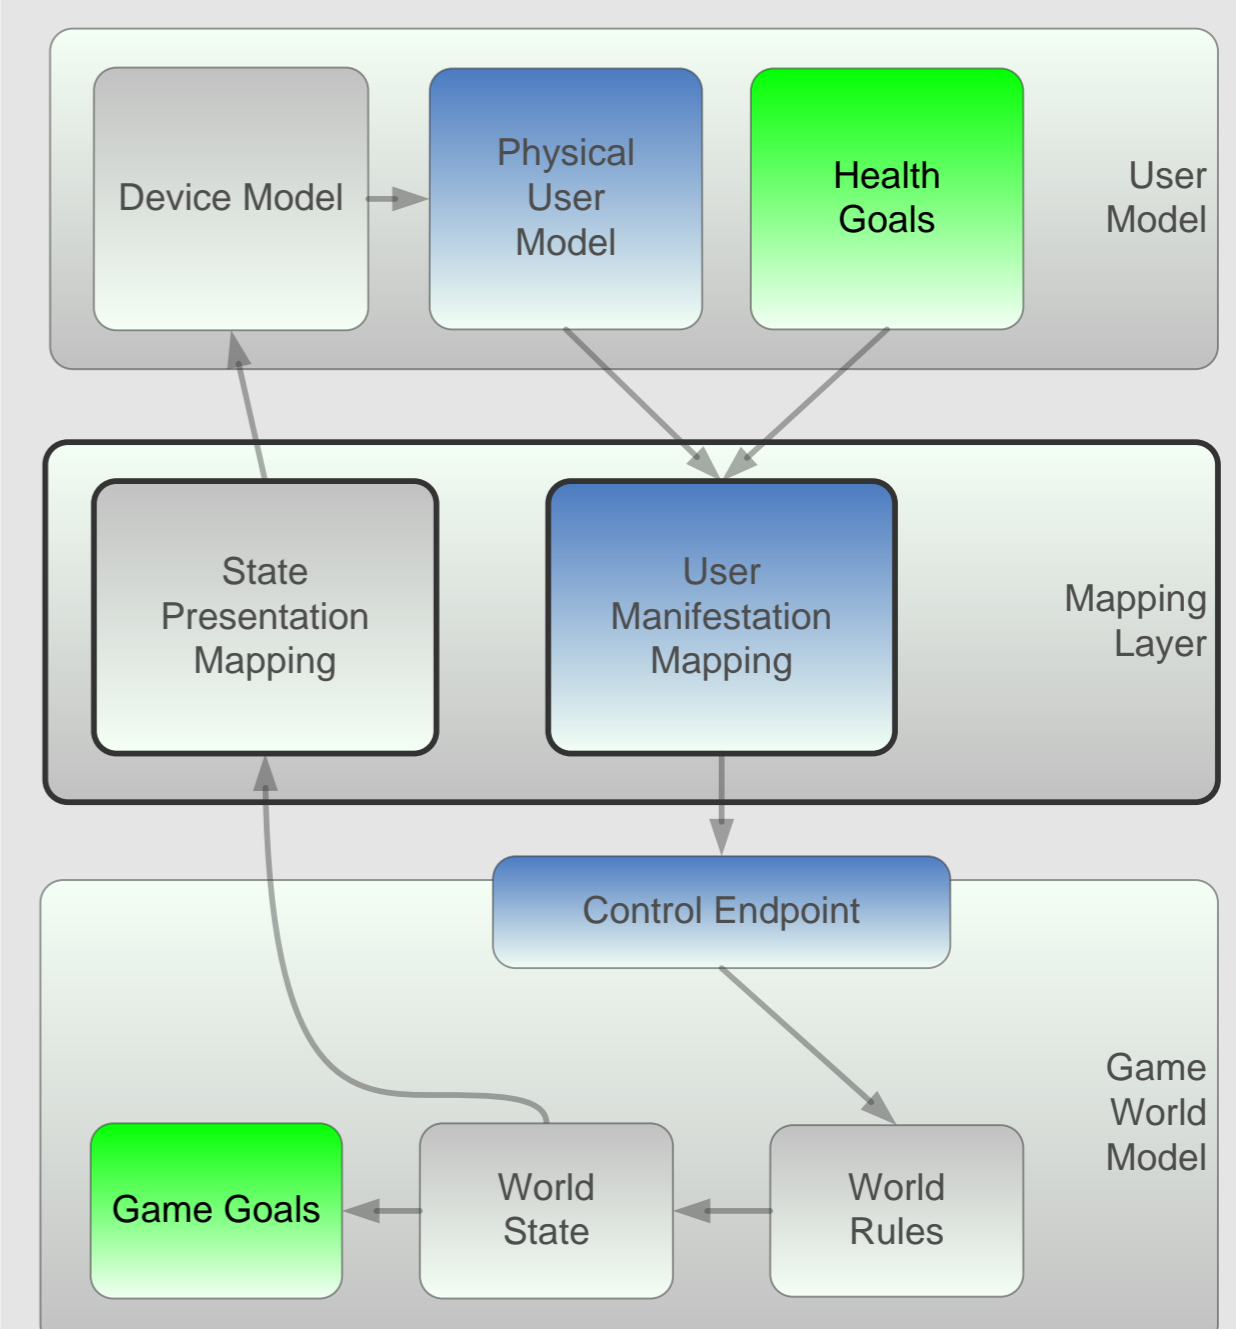 Device Model
Physical
User
Model
Health
Goals
User
Model
State
Presentation
Mapping
User
Manifestation
Mapping
Mapping
Layer
Control Endpoint
Game
World
Model
Game Goals
World
State
World
Rules